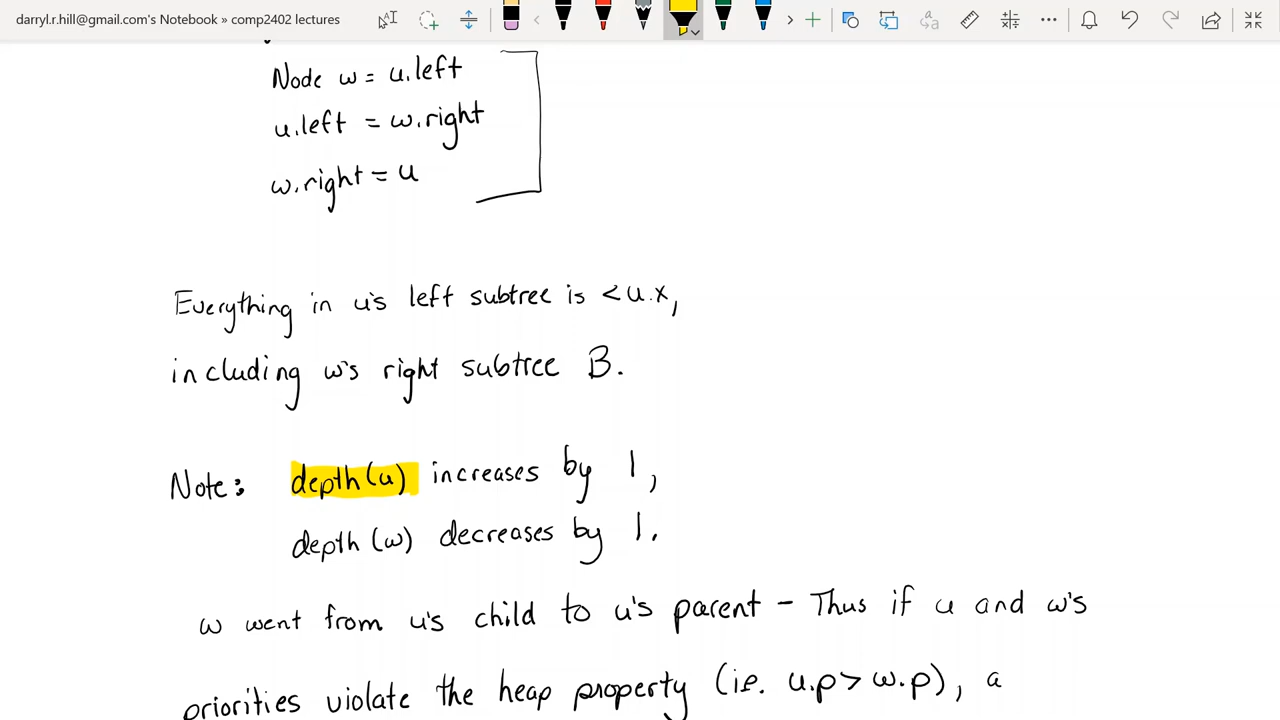 darryl.r.hill@gmail.com's Notebook » comp2402 lectures
Node w = u.left
u.left = w.right
w.right = u
Everything in u's left subtree is < u.x,
including w's right subtree B.
Note: depth(u) increases by 1,
depth(w) decreases by 1.
w went from u's child to u's parent - Thus if u and w's
priorities violate the heap property (i.e. u.p > w.p), a